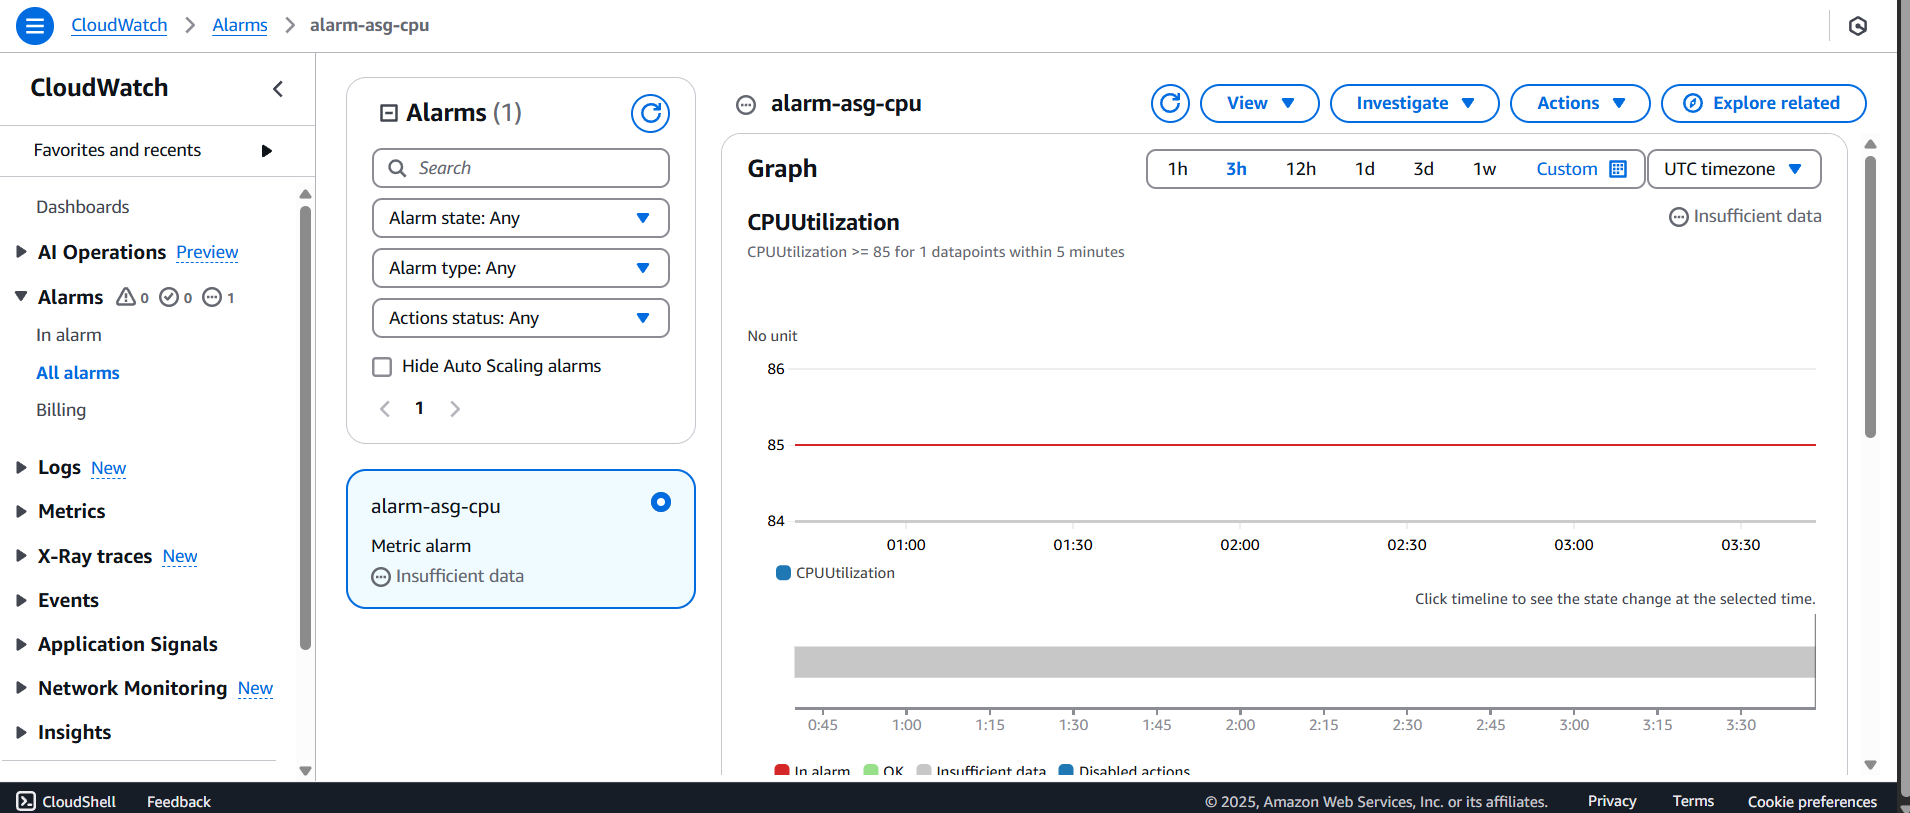 CloudWatch > Alarms > alarm-asg-cpu
CloudWatch
Favorites and recents
Dashboards
AI Operations Preview
Alarms 0 0 1
In alarm
All alarms
Billing
Logs New
Metrics
X-Ray traces New
Events
Application Signals
Network Monitoring New
Insights
Alarms (1)
Search
Alarm state: Any
Alarm type: Any
Actions status: Any
Hide Auto Scaling alarms
1
alarm-asg-cpu
Metric alarm
Insufficient data
alarm-asg-cpu
View
Investigate
Actions
Explore related
Graph
1h 3h 12h 1d 3d 1w Custom
UTC timezone
CPUUtilization
Insufficient data
CPUUtilization >= 85 for 1 datapoints within 5 minutes
No unit
86
85
84
01:00 01:30 02:00 02:30 03:00 03:30
CPUUtilization
Click timeline to see the state change at the selected time.
0:45 1:00 1:15 1:30 1:45 2:00 2:15 2:30 2:45 3:00 3:15 3:30
In alarm OK Insufficient data Disabled actions
CloudShell Feedback
© 2025, Amazon Web Services, Inc. or its affiliates. Privacy Terms Cookie preferences